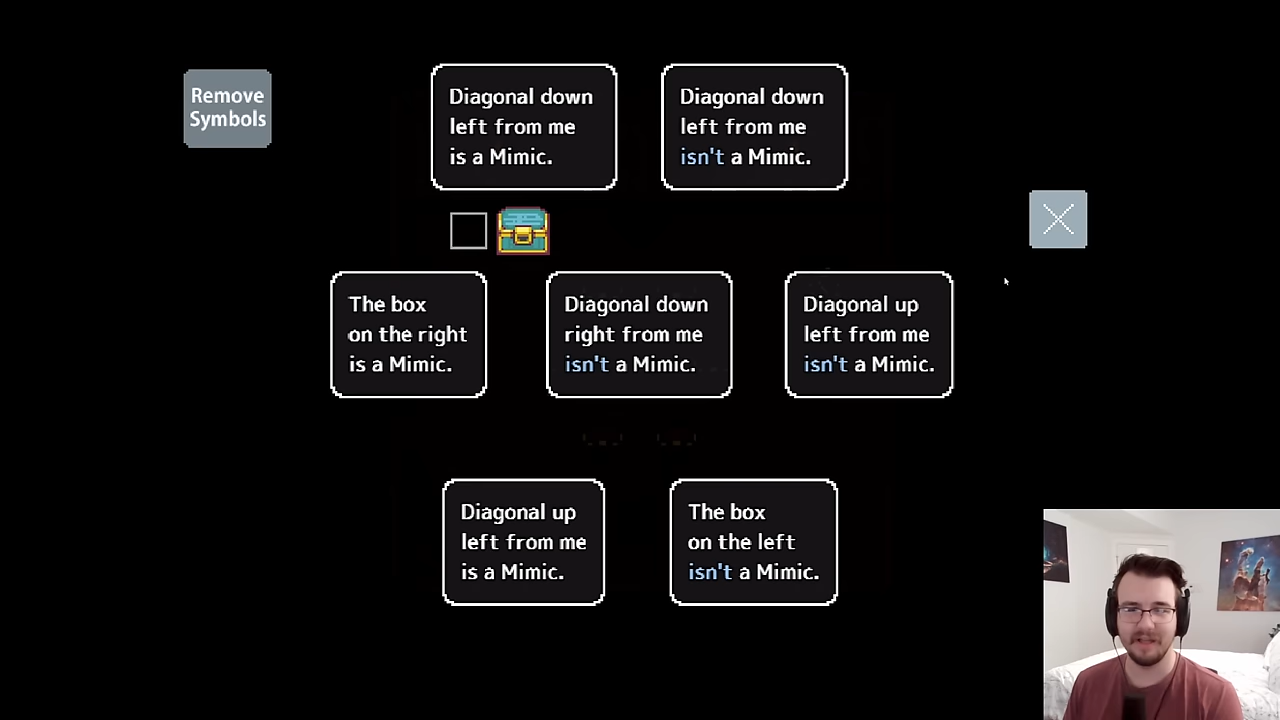 Remove
Symbols
Diagonal down
left from me
is a Mimic.
Diagonal down
left from me
isn't a Mimic.
The box
on the right
is a Mimic.
Diagonal down
right from me
isn't a Mimic.
Diagonal up
left from me
isn't a Mimic.
Diagonal up
left from me
is a Mimic.
The box
on the left
isn't a Mimic.